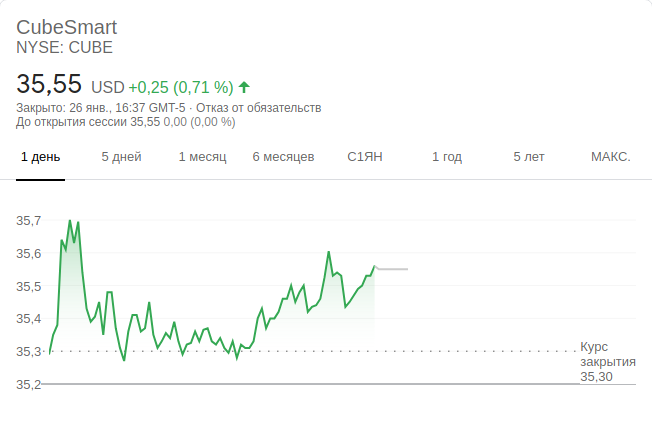 CubeSmart
NYSE: CUBE
35,55 USD +0,25 (0,71 %)
Закрыто: 26 янв., 16:37 GMT-5 · Отказ от обязательств
До открытия сессии 35,55 0,00 (0,00 %)
1 день 5 дней 1 месяц 6 месяцев С1ЯН 1 год 5 лет МАКС.
35,7
35,6
35,5
35,4
35,3
Курс
закрытия
35,30
35,2